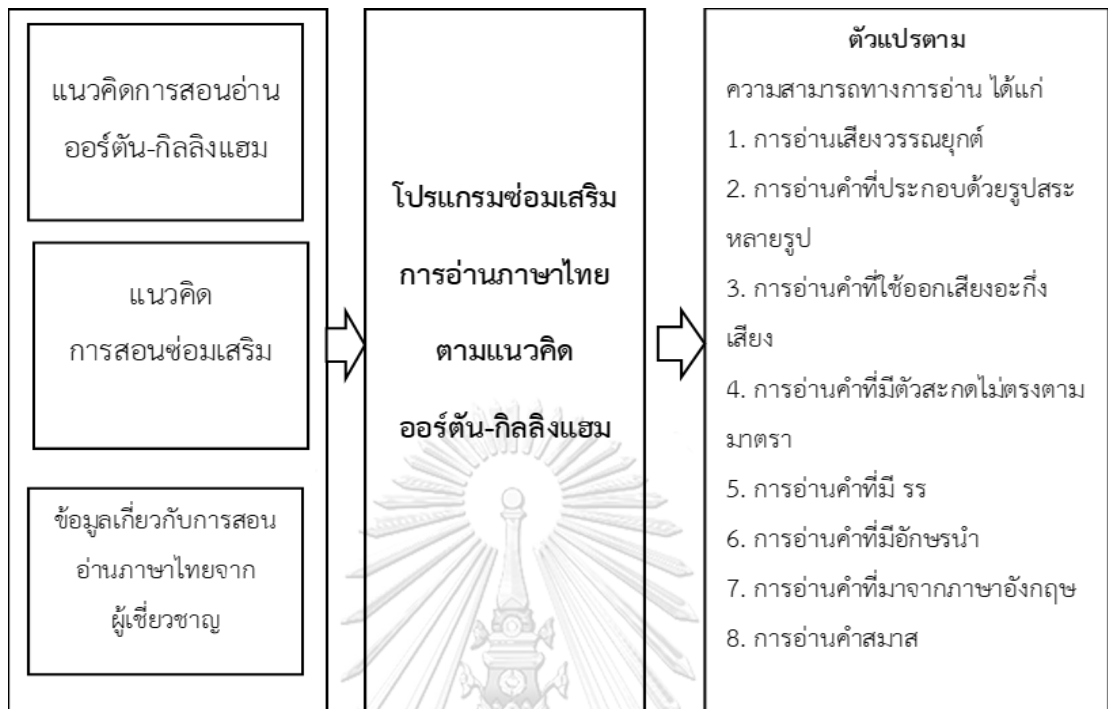 แนวคิดการสอนอ่าน
ออร์ตัน-กิลลิงแฮม
แนวคิด
การสอนซ่อมเสริม
ข้อมูลเกี่ยวกับการสอน
อ่านภาษาไทยจาก
ผู้เชี่ยวชาญ
โปรแกรมซ่อมเสริม
การอ่านภาษาไทย
ตามแนวคิด
ออร์ตัน-กิลลิงแฮม
ตัวแปรตาม
ความสามารถทางการอ่าน ได้แก่
1. การอ่านเสียงวรรณยุกต์
2. การอ่านคำที่ประกอบด้วยรูปสระ
หลายรูป
3. การอ่านคำที่ใช้ออกเสียงอะกึ่ง
เสียง
4. การอ่านคำที่มีตัวสะกดไม่ตรงตาม
มาตรา
5. การอ่านคำที่มี รร
6. การอ่านคำที่มีอักษรนำ
7. การอ่านคำที่มาจากภาษาอังกฤษ
8. การอ่านคำสมาส